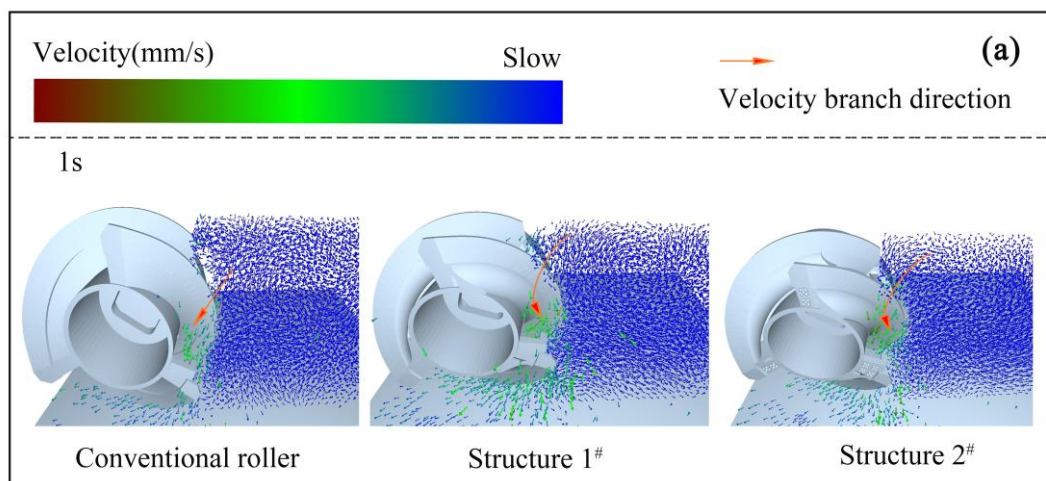 Velocity(mm/s)
Slow
(a)
Velocity branch direction
1s
Conventional roller
Structure 1#
Structure 2#